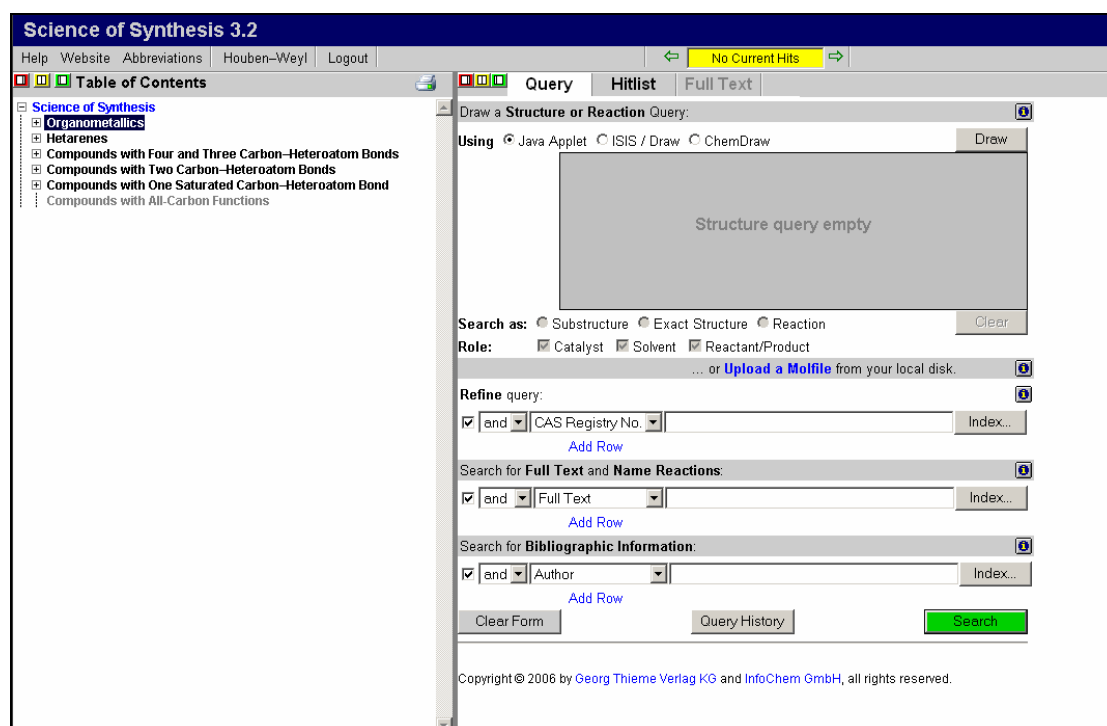 Science of Synthesis 3.2
Help Website Abbreviations Houben–Weyl Logout
No Current Hits
Table of Contents
Science of Synthesis
Organometallics
Hetarenes
Compounds with Four and Three Carbon–Heteroatom Bonds
Compounds with Two Carbon–Heteroatom Bonds
Compounds with One Saturated Carbon–Heteroatom Bond
Compounds with All-Carbon Functions
Query Hitlist Full Text
Draw a Structure or Reaction Query:
Using Java Applet ISIS / Draw ChemDraw Draw
Structure query empty
Search as: Substructure Exact Structure Reaction Clear
Role: Catalyst Solvent Reactant/Product
... or Upload a Molfile from your local disk.
Refine query:
and CAS Registry No. Index...
Add Row
Search for Full Text and Name Reactions:
and Full Text Index...
Add Row
Search for Bibliographic Information:
and Author Index...
Add Row
Clear Form Query History Search
Copyright © 2006 by Georg Thieme Verlag KG and InfoChem GmbH, all rights reserved.